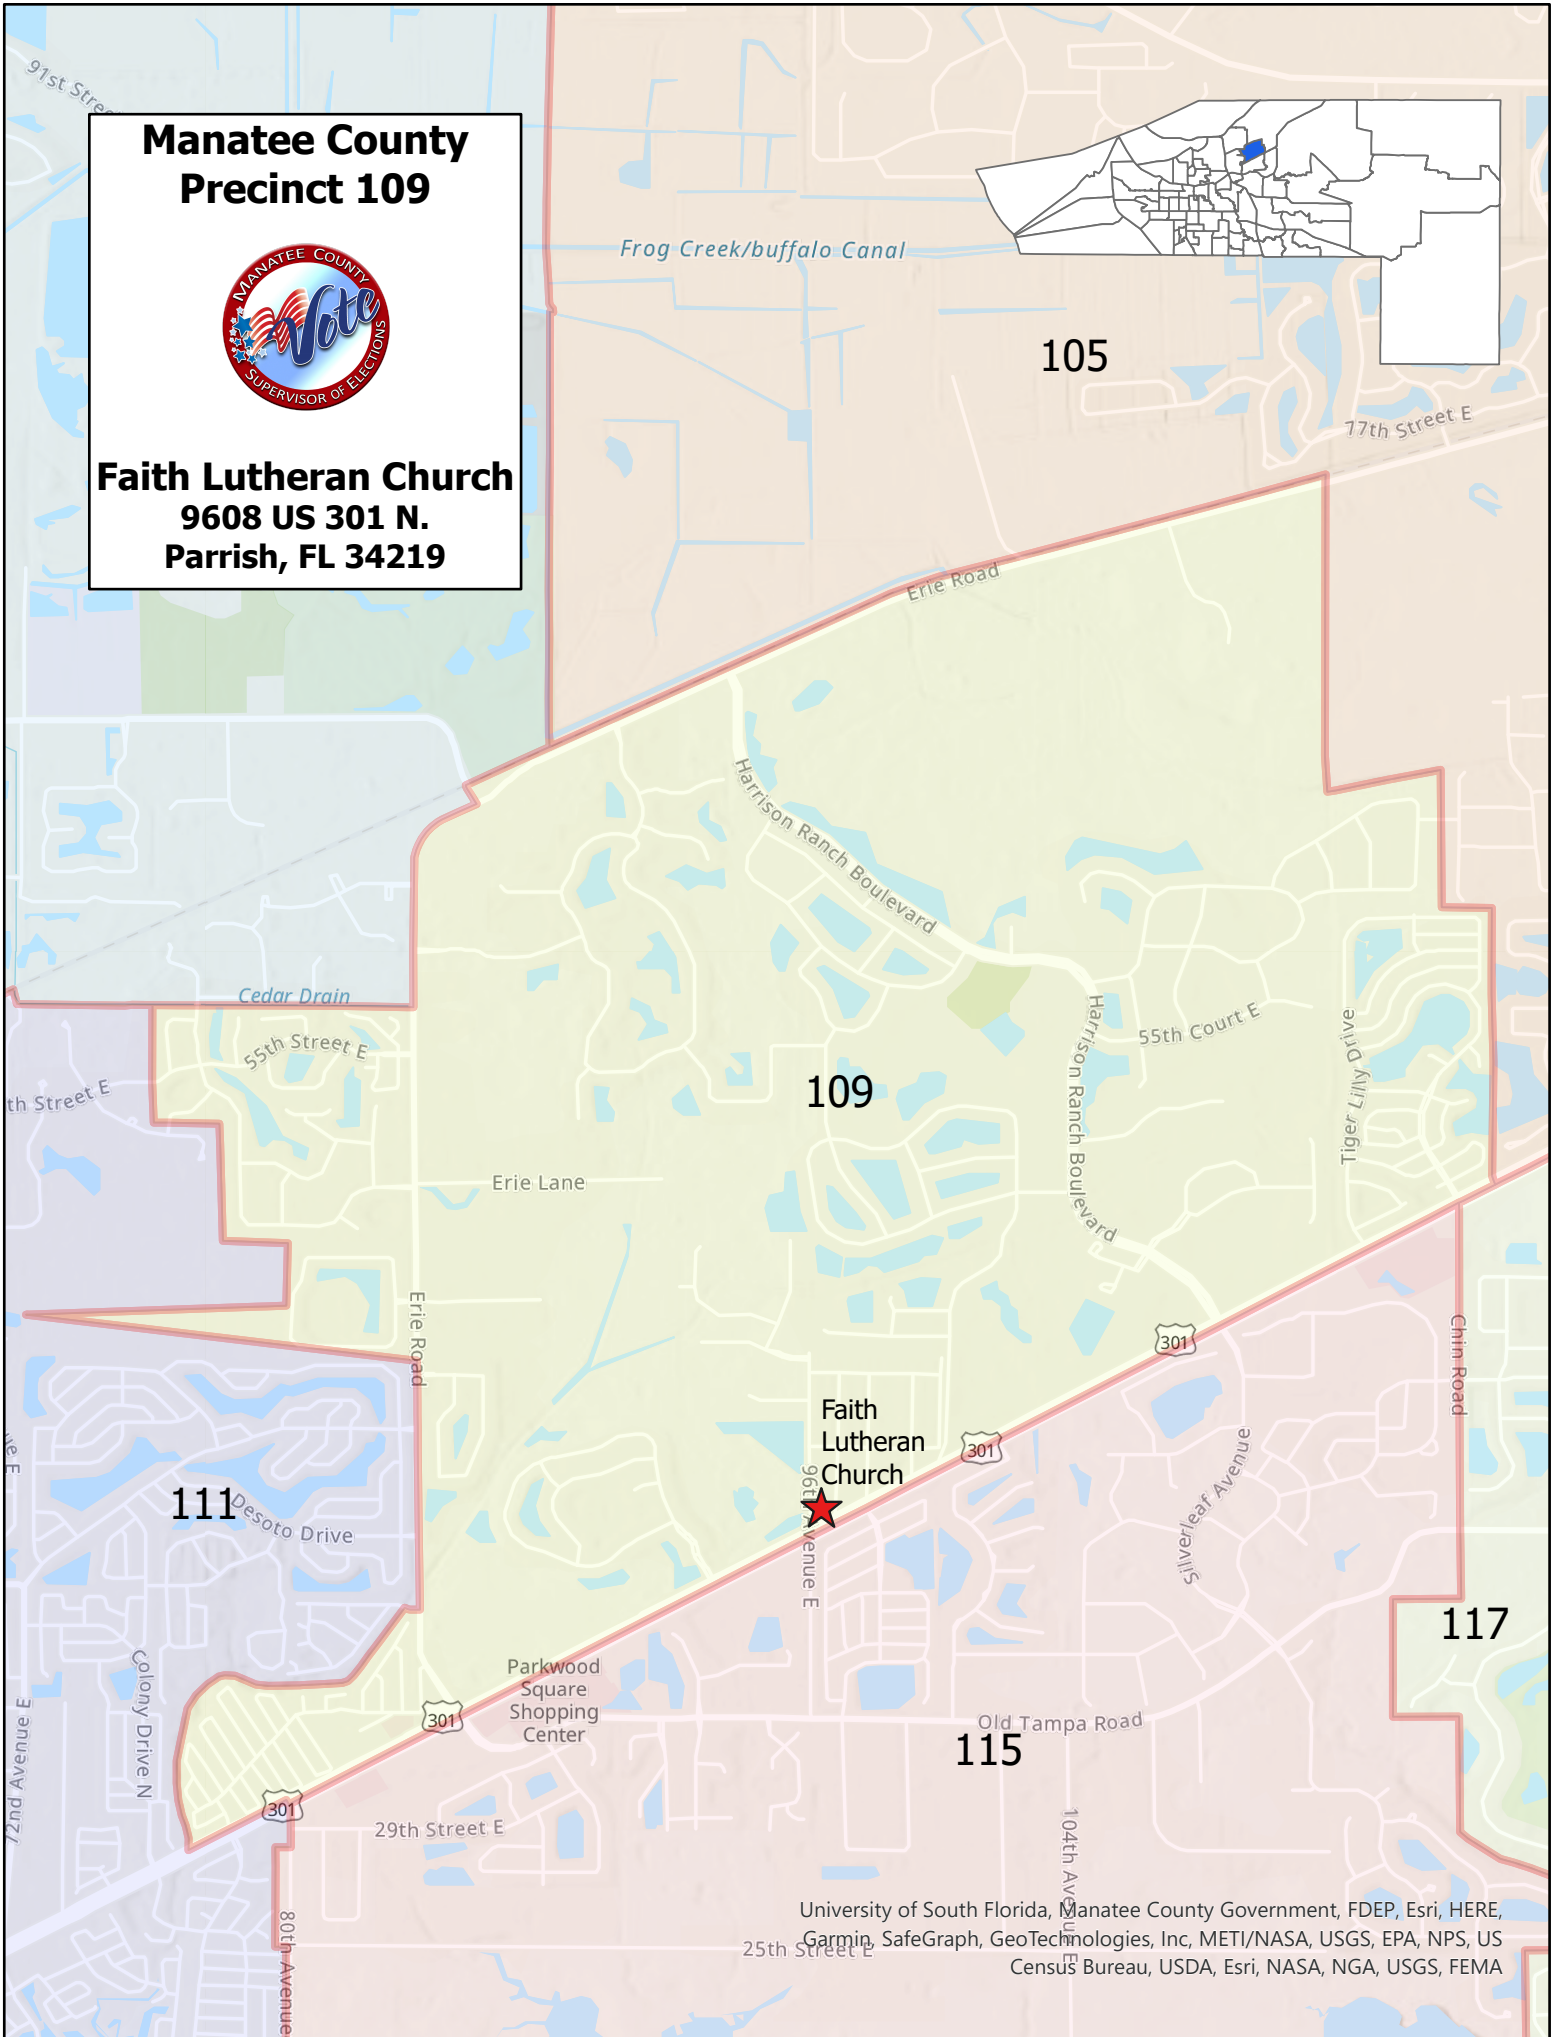 Manatee County
Precinct 109
MANATEE COUNTY
Vote
SUPERVISOR OF ELECTIONS
Faith Lutheran Church
9608 US 301 N.
Parrish, FL 34219
91st
Frog Creek/buffalo Canal
105
77th Street E
Erie Road
Harrison Ranch Boulevard
Cedar Drain
55th Street E
th Street E
109
Harrison Ranch Boulevard
55th Court E
Tiger Lilly Drive
Erie Lane
Erie Road
301
Chin Road
Faith
Lutheran
Church
301
96th Avenue E
Silverleaf Avenue
ue E
111
Desoto Drive
117
Colony Drive N
72nd Avenue E
Parkwood
Square
Shopping
Center
301
Old Tampa Road
115
301
29th Street E
104th Avenue E
80th Avenue
25th Street E
University of South Florida, Manatee County Government, FDEP, Esri, HERE,
Garmin, SafeGraph, GeoTechnologies, Inc, METI/NASA, USGS, EPA, NPS, US
Census Bureau, USDA, Esri, NASA, NGA, USGS, FEMA